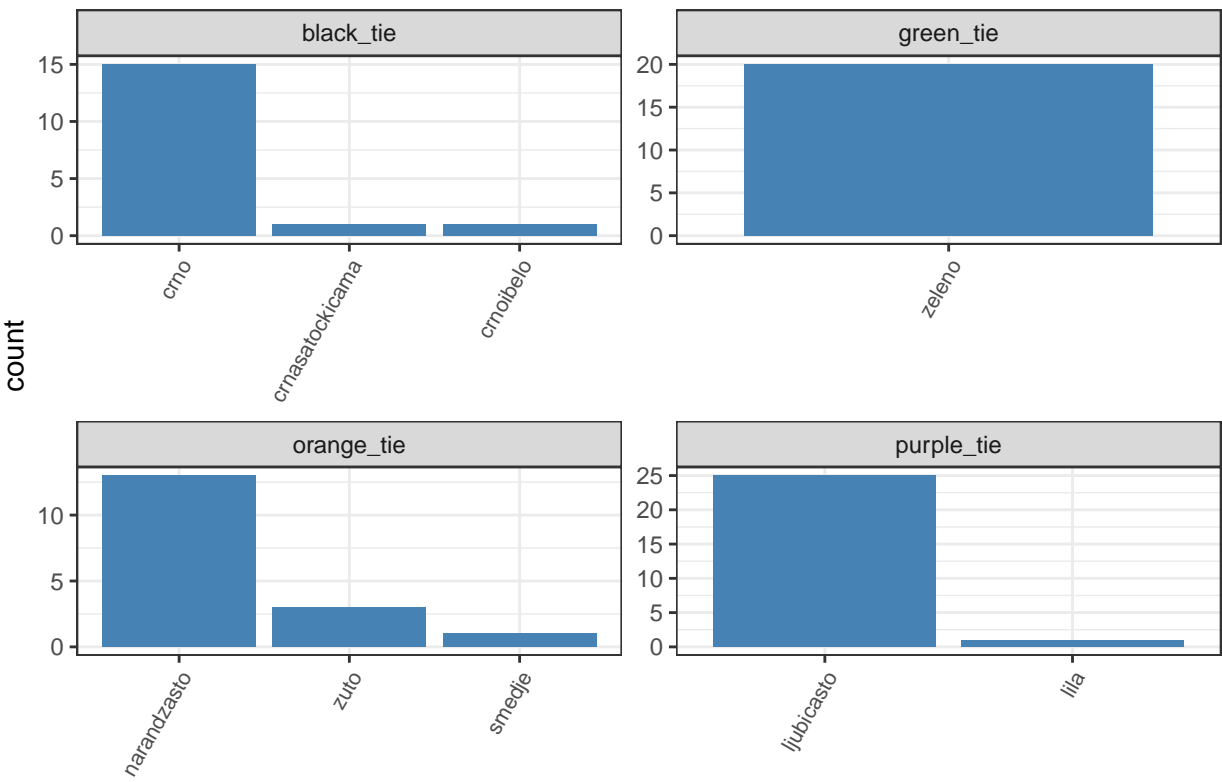 black_tie
15
10
5
0
crno
crnasatockicama
crnoibelo
green_tie
20
15
10
5
0
zeleno
count
orange_tie
10
5
0
narandzasto
zuto
smedje
purple_tie
25
20
15
10
5
0
ljubicasto
lila